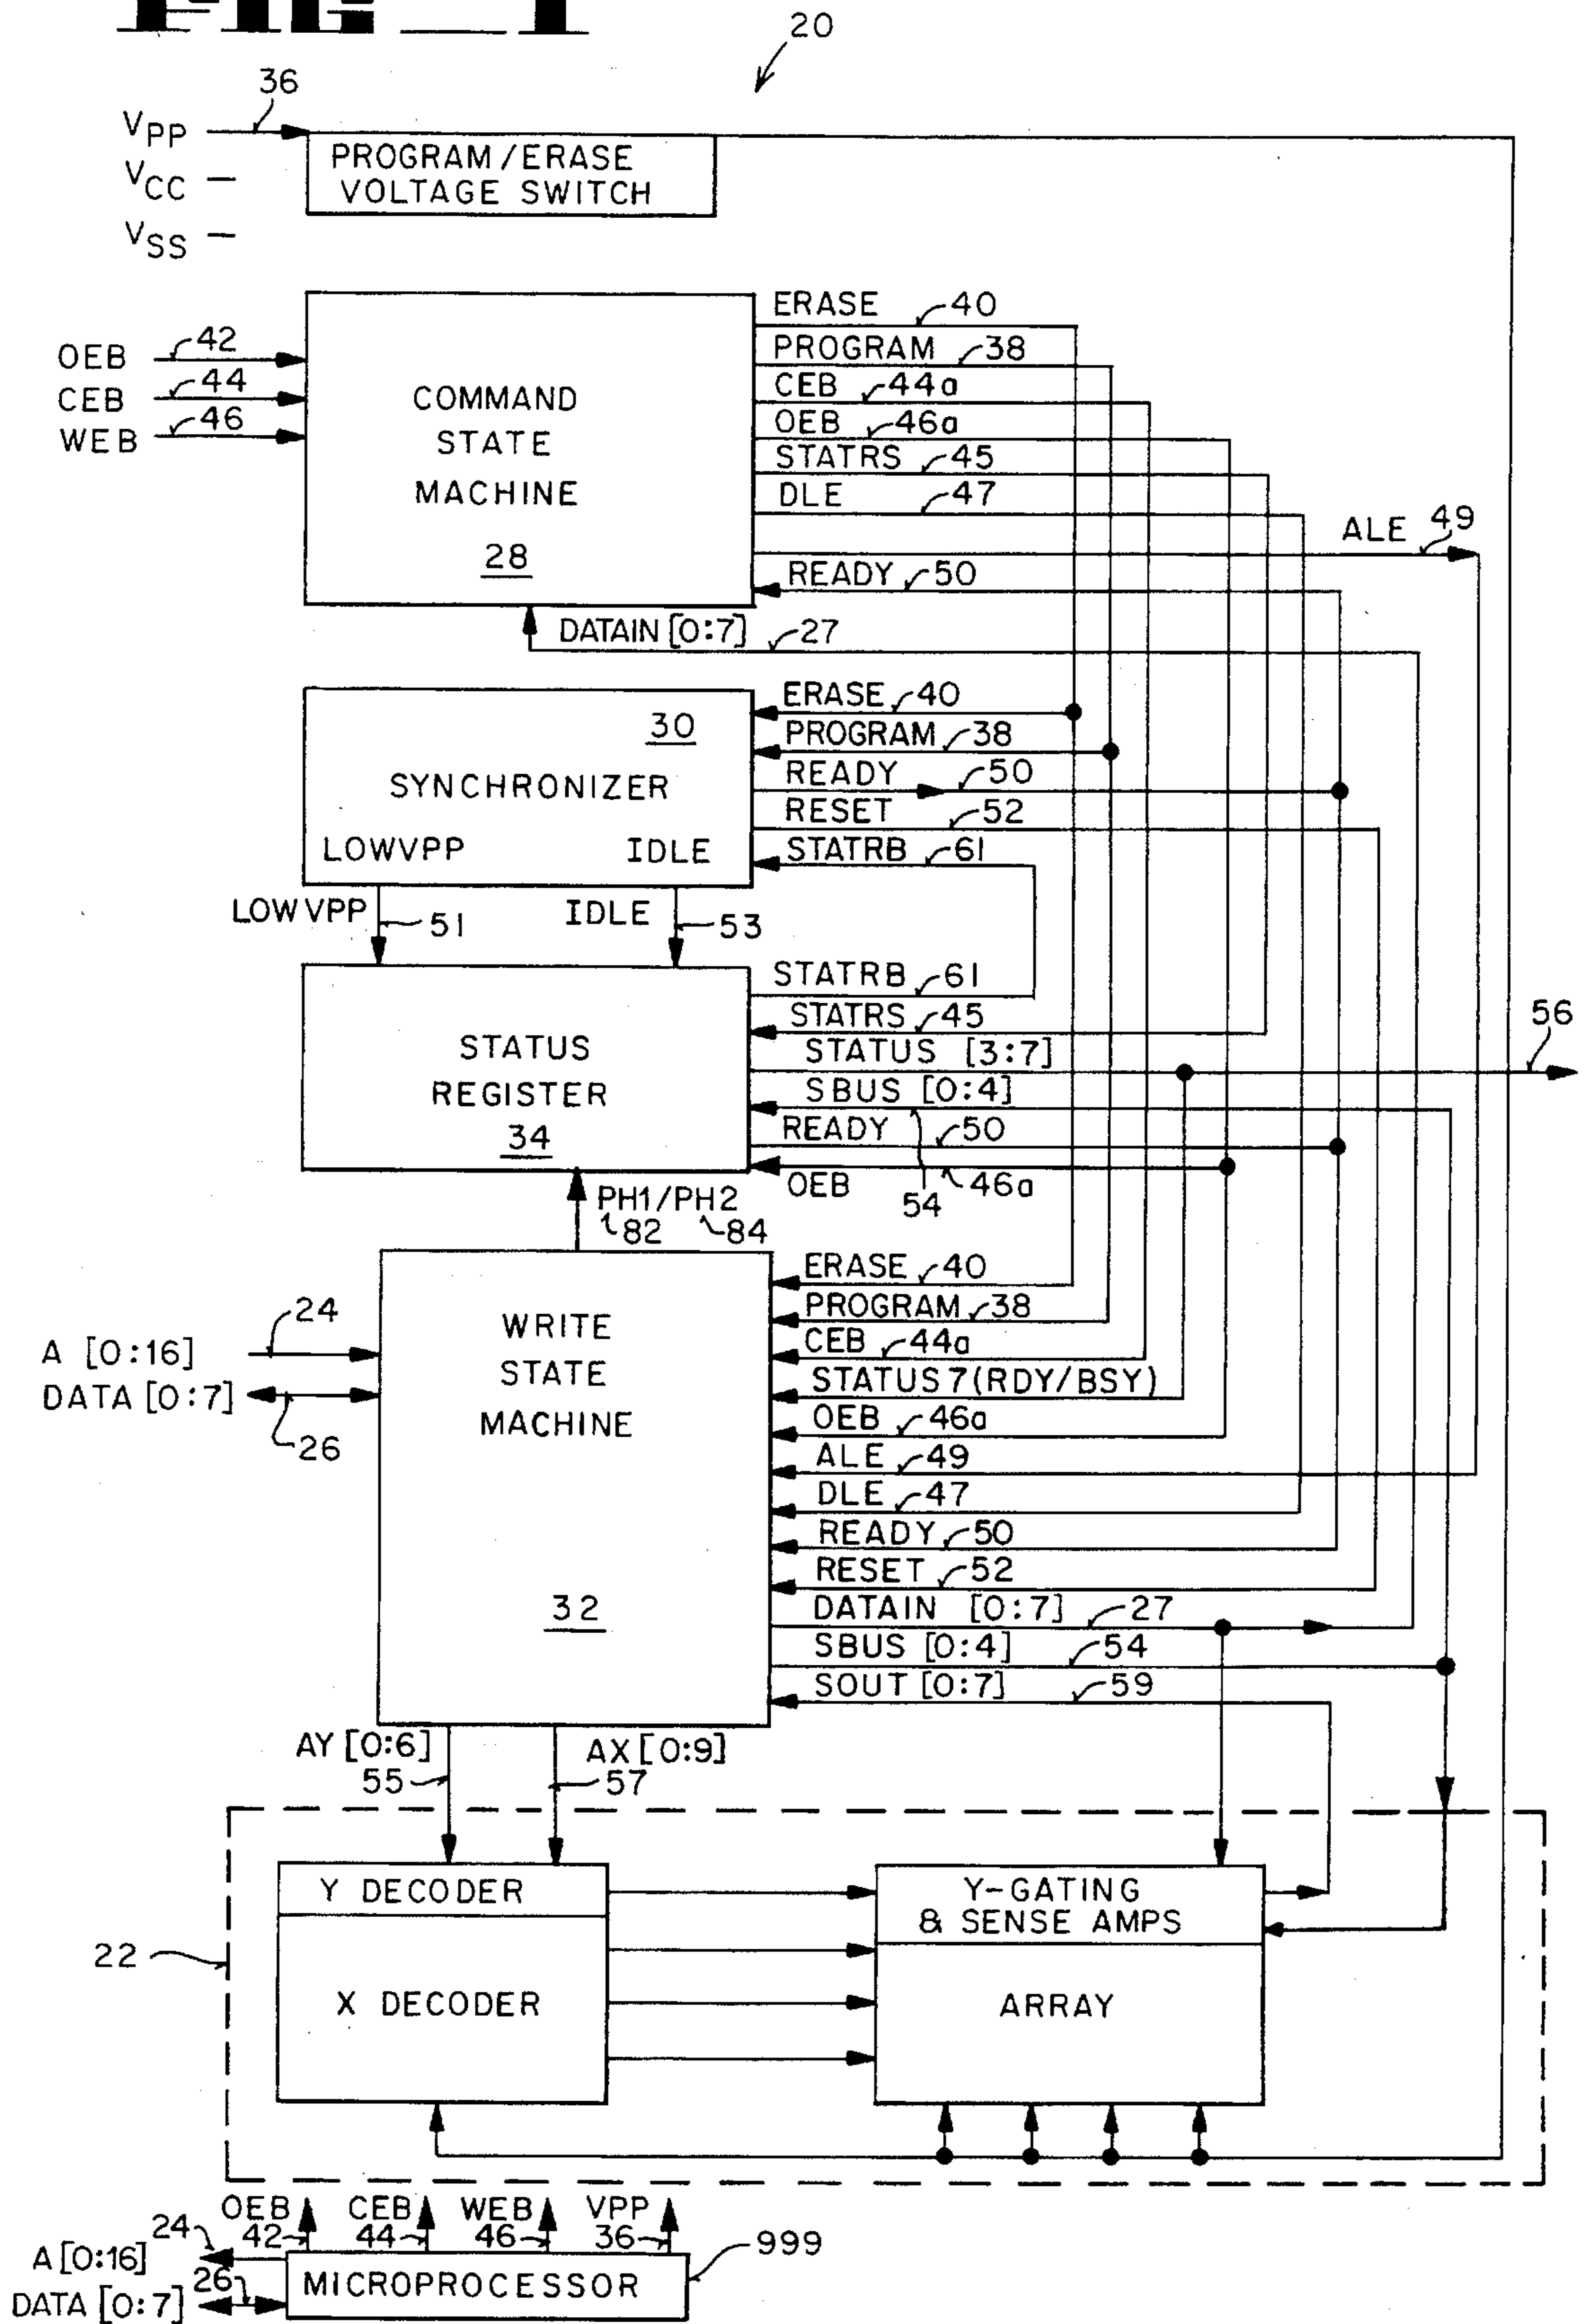 FIG_1
20
36
VPP
VCC
VSS
PROGRAM/ERASE
VOLTAGE SWITCH
OEB 42
CEB 44
WEB 46
COMMAND
STATE
MACHINE
28
ERASE 40
PROGRAM 38
CEB 44a
OEB 46a
STATRS 45
DLE 47
ALE 49
READY 50
DATAIN [0:7] 27
30
SYNCHRONIZER
LOWVPP IDLE
ERASE 40
PROGRAM 38
READY 50
RESET 52
STATRB 61
LOWVPP 51
IDLE 53
STATUS
REGISTER
34
STATRB 61
STATRS 45
STATUS [3:7]
56
SBUS [0:4]
READY 50
OEB 46a
54
PH1/PH2
82 84
A [0:16] 24
DATA [0:7]
26
WRITE
STATE
MACHINE
32
ERASE 40
PROGRAM 38
CEB 44a
STATUS7(RDY/BSY)
OEB 46a
ALE 49
DLE 47
READY 50
RESET 52
DATAIN [0:7] 27
SBUS [0:4] 54
SOUT [0:7] 59
AY [0:6]
55
AX [0:9]
57
22
Y DECODER
X DECODER
Y-GATING
& SENSE AMPS
ARRAY
OEB CEB WEB VPP
42 44 46 36
24
A[0:16]
26
DATA [0:7]
MICROPROCESSOR
999